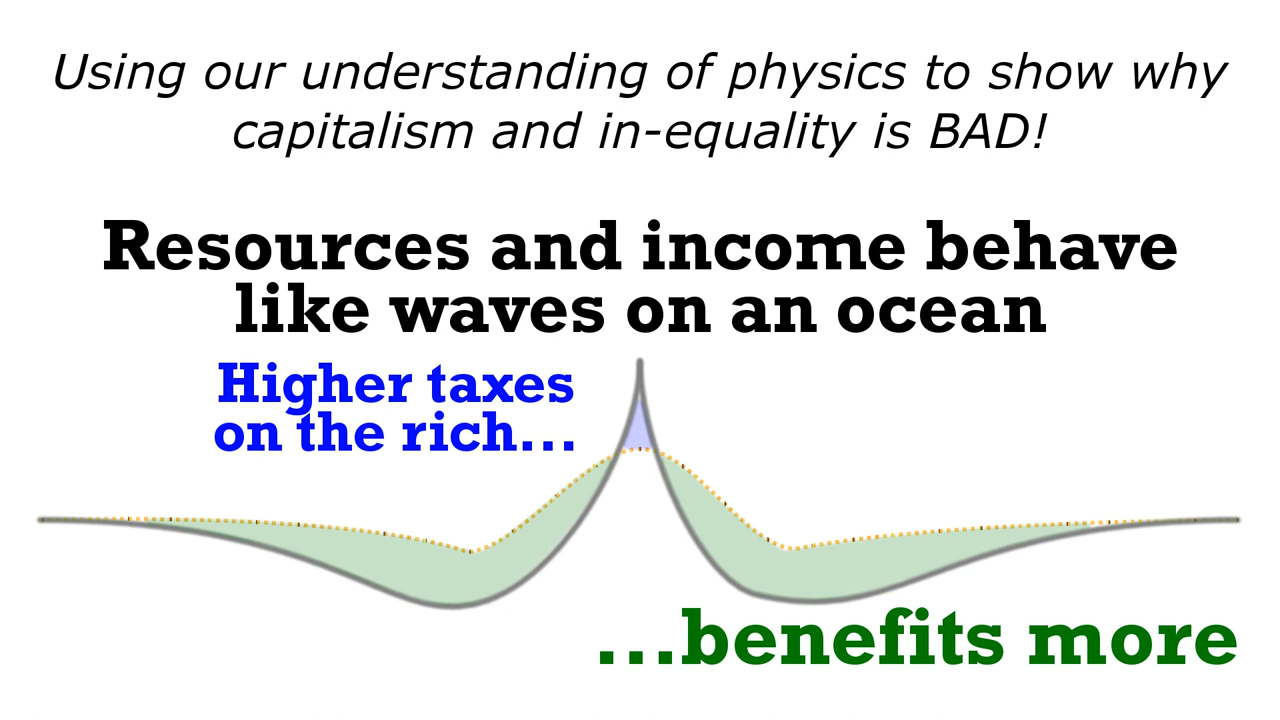 Using our understanding of physics to show why
capitalism and in-equality is BAD!
Resources and income behave
like waves on an ocean
Higher taxes
on the rich...
...benefits more